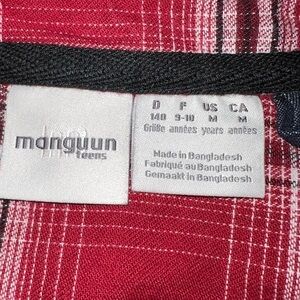 manguun
teens
D F US CA
140 9-10 M M
Größe années years années
Made in Bangladesh
Fabriqué au Bangladesh
Gemaakt in Bangladesh